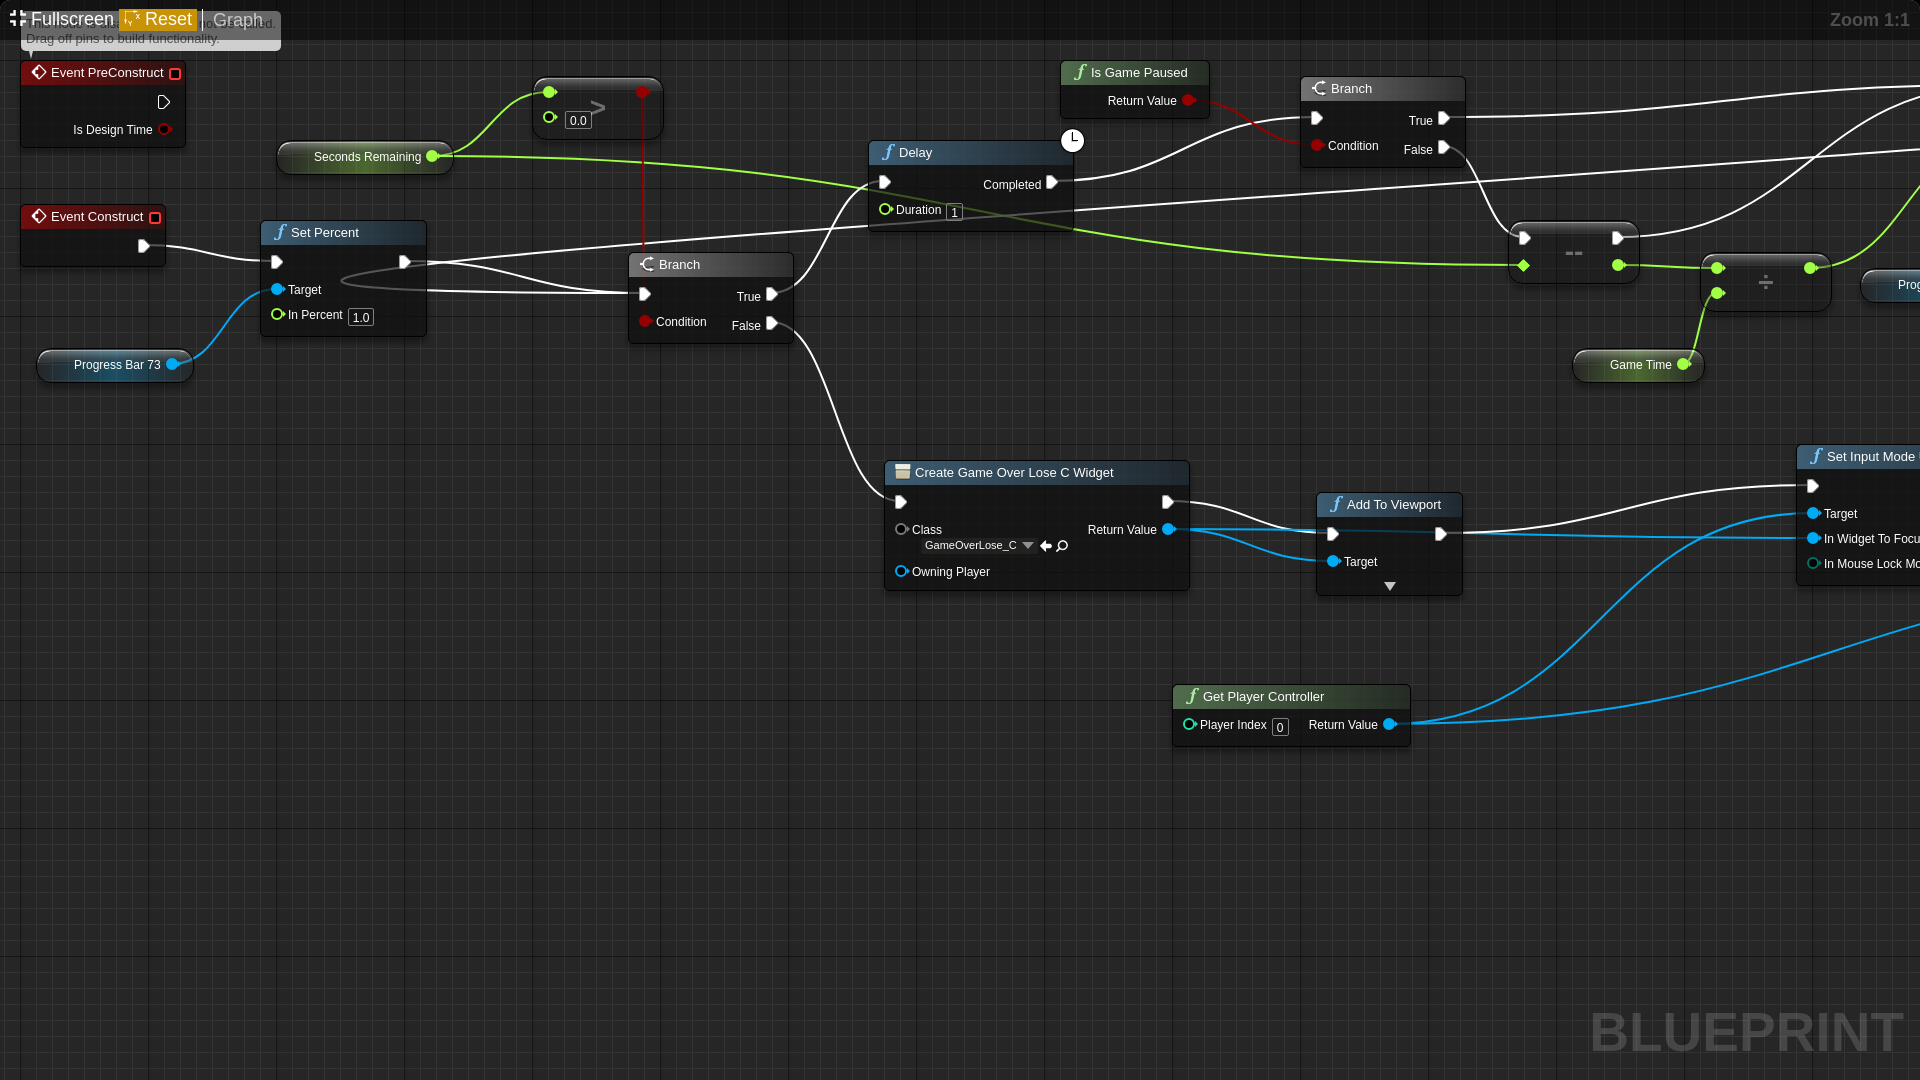 Fullscreen Reset Graph
Zoom 1:1
Drag off pins to build functionality.
Event PreConstruct
Is Design Time
Seconds Remaining
>
0.0
Event Construct
Set Percent
Target
In Percent 1.0
Progress Bar 73
Branch
True
Condition
False
Delay
Completed
Duration 1
Is Game Paused
Return Value
Branch
True
Condition
False
--
÷
Game Time
Prog
Create Game Over Lose C Widget
Class
Return Value
GameOverLose_C
Owning Player
Add To Viewport
Target
Set Input Mode
Target
In Widget To Focu
In Mouse Lock Mo
Get Player Controller
Player Index 0
Return Value
BLUEPRINT